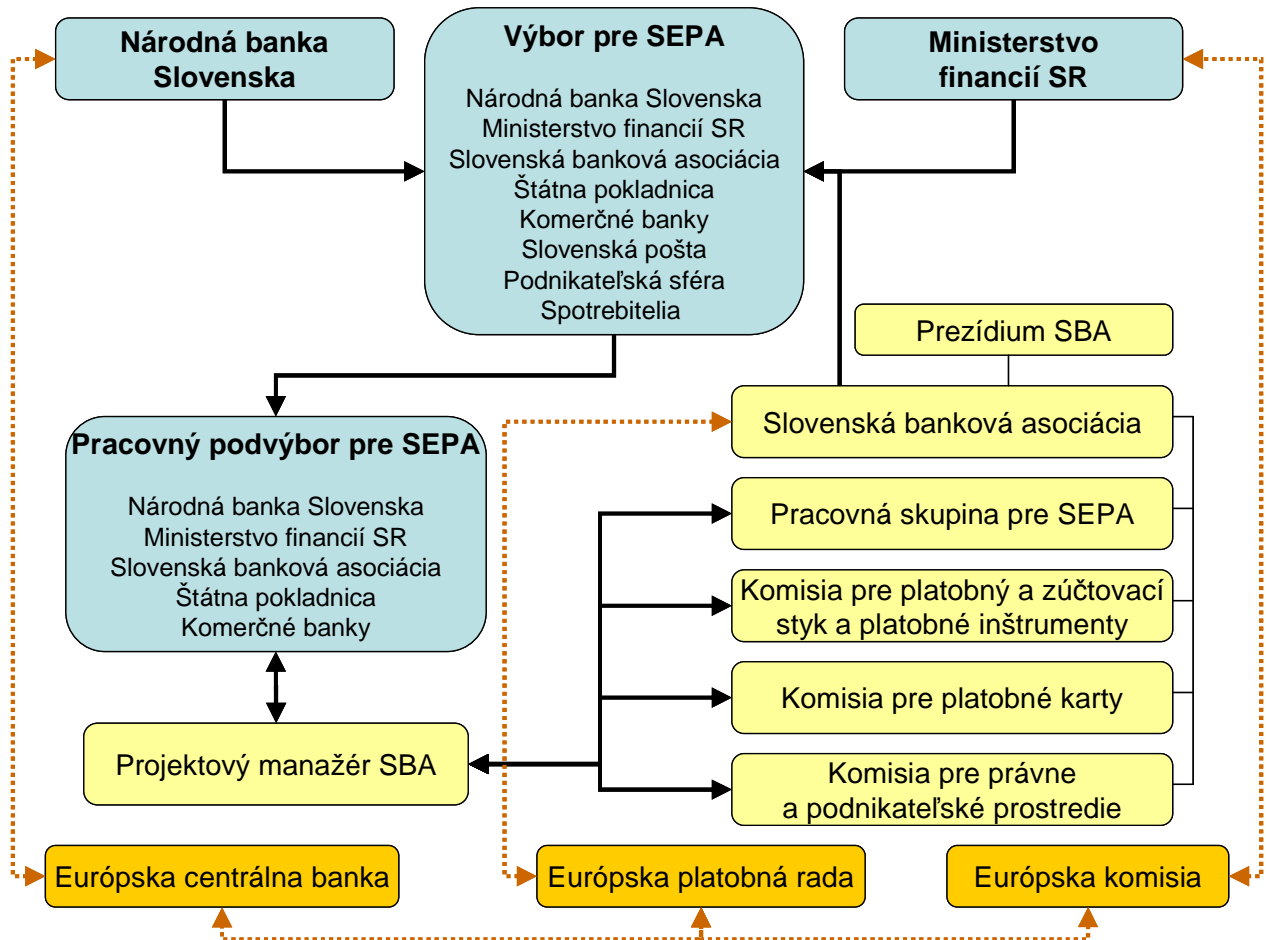 Národná banka
Slovenska
Výbor pre SEPA
Národná banka Slovenska
Ministerstvo financií SR
Slovenská banková asociácia
Štátna pokladnica
Komerčné banky
Slovenská pošta
Podnikateľská sféra
Spotrebitelia
Ministerstvo
financií SR
Prezídium SBA
Slovenská banková asociácia
Pracovný podvýbor pre SEPA
Národná banka Slovenska
Ministerstvo financií SR
Slovenská banková asociácia
Štátna pokladnica
Komerčné banky
Pracovná skupina pre SEPA
Komisia pre platobný a zúčtovací
styk a platobné inštrumenty
Komisia pre platobné karty
Projektový manažér SBA
Komisia pre právne
a podnikateľské prostredie
Európska centrálna banka
Európska platobná rada
Európska komisia